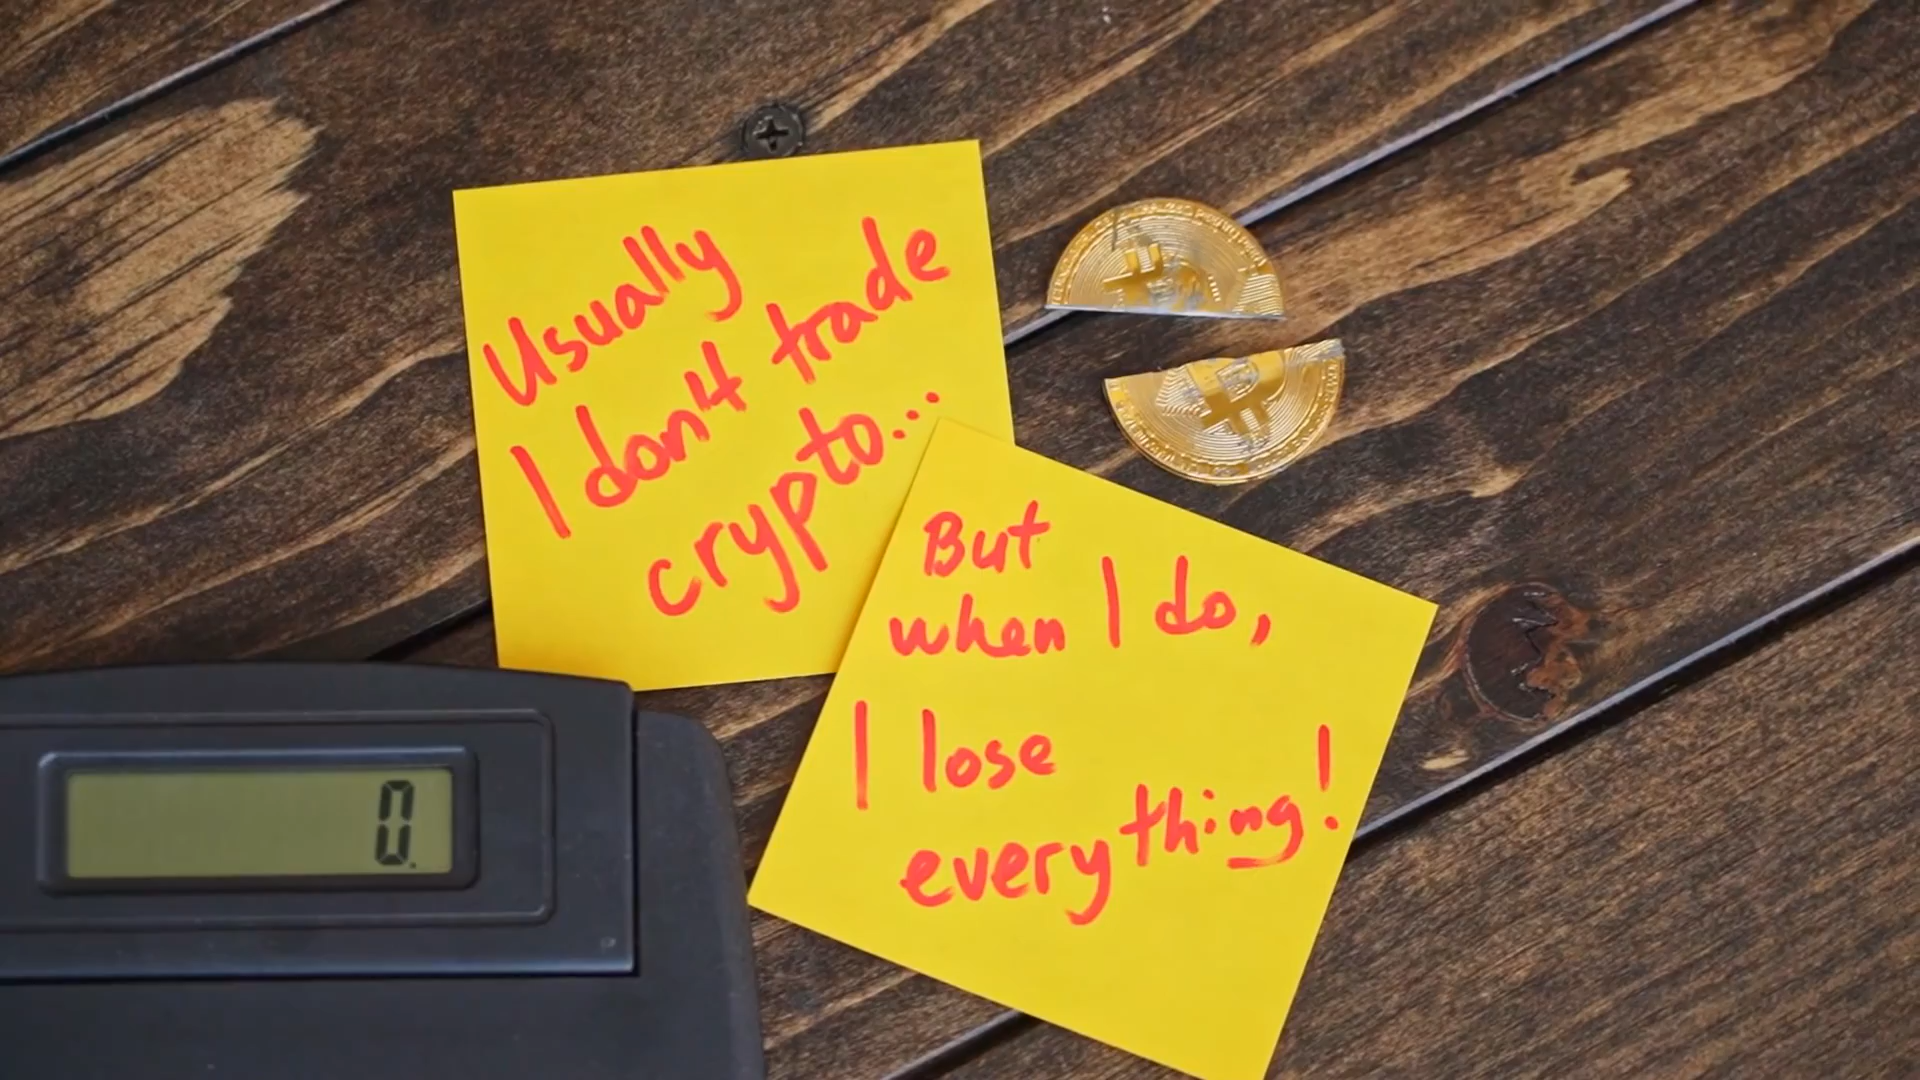 Usually
I don't trade
crypto...
But
when I do,
I lose
everything!
0.